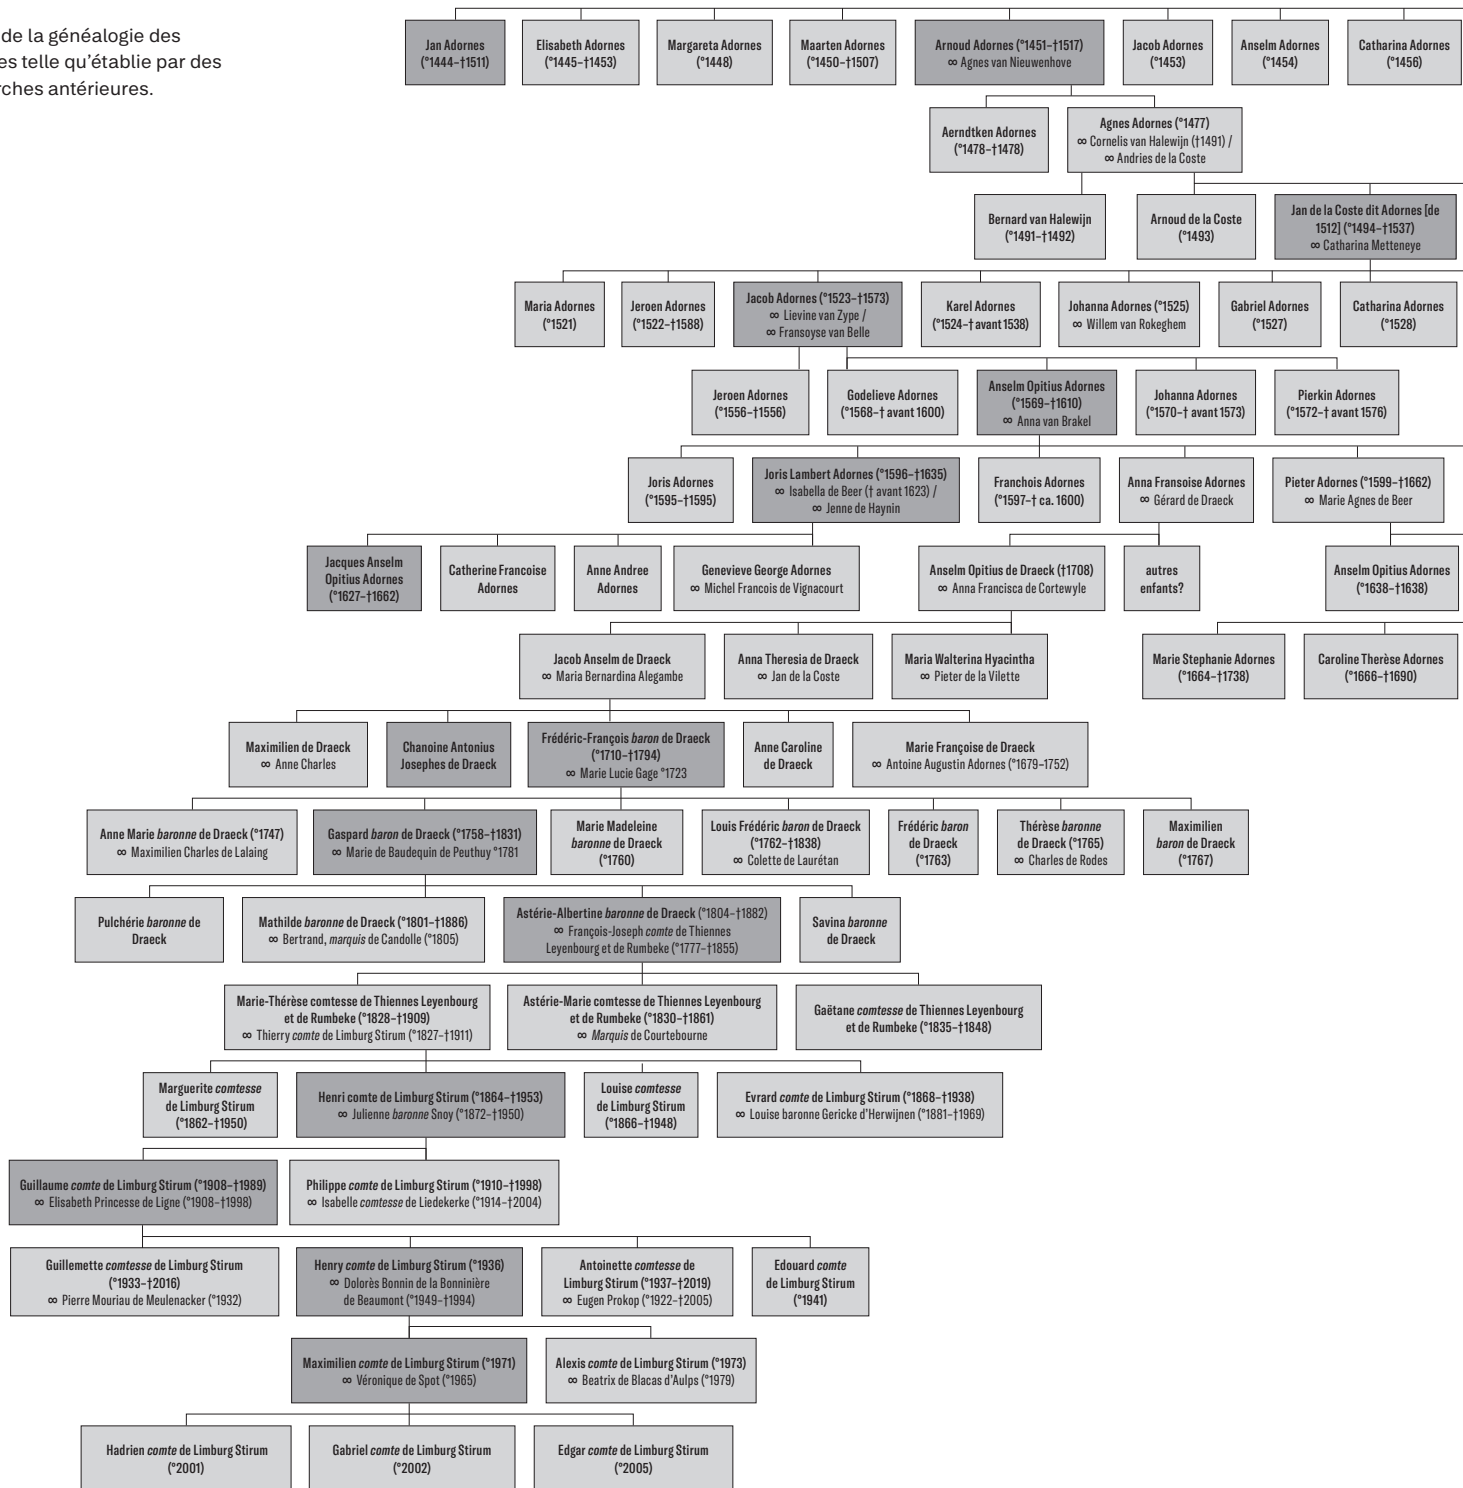 de la généalogie des
es telle qu'établie par des
rches antérieures.
Jan Adornes
(°1444–†1511)
Elisabeth Adornes
(°1445–†1453)
Margareta Adornes
(°1448)
Maarten Adornes
(°1450–†1507)
Arnoud Adornes (°1451–†1517)
∞ Agnes van Nieuwenhove
Jacob Adornes
(°1453)
Anselm Adornes
(°1454)
Catharina Adornes
(°1456)
Aerndtken Adornes
(°1478–†1478)
Agnes Adornes (°1477)
∞ Cornelis van Halewijn (†1491) /
∞ Andries de la Coste
Bernard van Halewijn
(°1491–†1492)
Arnoud de la Coste
(°1493)
Jan de la Coste dit Adornes [de
1512] (°1494–†1537)
∞ Catharina Metteneye
Maria Adornes
(°1521)
Jeroen Adornes
(°1522–†1588)
Jacob Adornes (°1523–†1573)
∞ Lievine van Zype /
∞ Fransoyse van Belle
Karel Adornes
(°1524–† avant 1538)
Johanna Adornes (°1525)
∞ Willem van Rokeghem
Gabriel Adornes
(°1527)
Catharina Adornes
(°1528)
Jeroen Adornes
(°1556–†1556)
Godelieve Adornes
(°1568–† avant 1600)
Anselm Opitius Adornes
(°1569–†1610)
∞ Anna van Brakel
Johanna Adornes
(°1570–† avant 1573)
Pierkin Adornes
(°1572–† avant 1576)
Joris Adornes
(°1595–†1595)
Joris Lambert Adornes (°1596–†1635)
∞ Isabella de Beer († avant 1623) /
∞ Jenne de Haynin
Franchois Adornes
(°1597–† ca. 1600)
Anna Fransoise Adornes
∞ Gérard de Draeck
Pieter Adornes (°1599–†1662)
∞ Marie Agnes de Beer
Jacques Anselm
Opitius Adornes
(°1627–†1662)
Catherine Francoise
Adornes
Anne Andree
Adornes
Genevieve George Adornes
∞ Michel Francois de Vignacourt
Anselm Opitius de Draeck (†1708)
∞ Anna Francisca de Cortewyle
autres
enfants?
Anselm Opitius Adornes
(°1638–†1638)
Jacob Anselm de Draeck
∞ Maria Bernardina Alegambe
Anna Theresia de Draeck
∞ Jan de la Coste
Maria Walterina Hyacintha
∞ Pieter de la Vilette
Marie Stephanie Adornes
(°1664–†1738)
Caroline Therèse Adornes
(°1666–†1690)
Maximilien de Draeck
∞ Anne Charles
Chanoine Antonius
Josephes de Draeck
Frédéric-François baron de Draeck
(°1710–†1794)
∞ Marie Lucie Gage °1723
Anne Caroline
de Draeck
Marie Françoise de Draeck
∞ Antoine Augustin Adornes (°1679–1752)
Anne Marie baronne de Draeck (°1747)
∞ Maximilien Charles de Lalaing
Gaspard baron de Draeck (°1758–†1831)
∞ Marie de Baudequin de Peuthuy °1781
Marie Madeleine
baronne de Draeck
(°1760)
Louis Frédéric baron de Draeck
(°1762–†1838)
∞ Colette de Laurétan
Frédéric baron
de Draeck
(°1763)
Thérèse baronne
de Draeck (°1765)
∞ Charles de Rodes
Maximilien
baron de Draeck
(°1767)
Pulchérie baronne de
Draeck
Mathilde baronne de Draeck (°1801–†1886)
∞ Bertrand, marquis de Candolle (°1805)
Astérie-Albertine baronne de Draeck (°1804–†1882)
∞ François-Joseph comte de Thiennes
Leyenbourg et de Rumbeke (°1777–†1855)
Savina baronne
de Draeck
Marie-Thérèse comtesse de Thiennes Leyenbourg
et de Rumbeke (°1828–†1909)
∞ Thierry comte de Limburg Stirum (°1827–†1911)
Astérie-Marie comtesse de Thiennes Leyenbourg
et de Rumbeke (°1830–†1861)
∞ Marquis de Courtebourne
Gaëtane comtesse de Thiennes Leyenbourg
et de Rumbeke (°1835–†1848)
Marguerite comtesse
de Limburg Stirum
(°1862–†1950)
Henri comte de Limburg Stirum (°1864–†1953)
∞ Julienne baronne Snoy (°1872–†1950)
Louise comtesse
de Limburg Stirum
(°1866–†1948)
Evrard comte de Limburg Stirum (°1868–†1938)
∞ Louise baronne Gericke d'Herwijnen (°1881–†1969)
Guillaume comte de Limburg Stirum (°1908–†1989)
∞ Elisabeth Princesse de Ligne (°1908–†1998)
Philippe comte de Limburg Stirum (°1910–†1998)
∞ Isabelle comtesse de Liedekerke (°1914–†2004)
Guillemette comtesse de Limburg Stirum
(°1933–†2016)
∞ Pierre Mouriau de Meulenacker (°1932)
Henry comte de Limburg Stirum (°1936)
∞ Dolorès Bonnin de la Bonninière
de Beaumont (°1949–†1994)
Antoinette comtesse de
Limburg Stirum (°1937–†2019)
∞ Eugen Prokop (°1922–†2005)
Edouard comte
de Limburg Stirum
(°1941)
Maximilien comte de Limburg Stirum (°1971)
∞ Véronique de Spot (°1965)
Alexis comte de Limburg Stirum (°1973)
∞ Beatrix de Blacas d'Aulps (°1979)
Hadrien comte de Limburg Stirum
(°2001)
Gabriel comte de Limburg Stirum
(°2002)
Edgar comte de Limburg Stirum
(°2005)